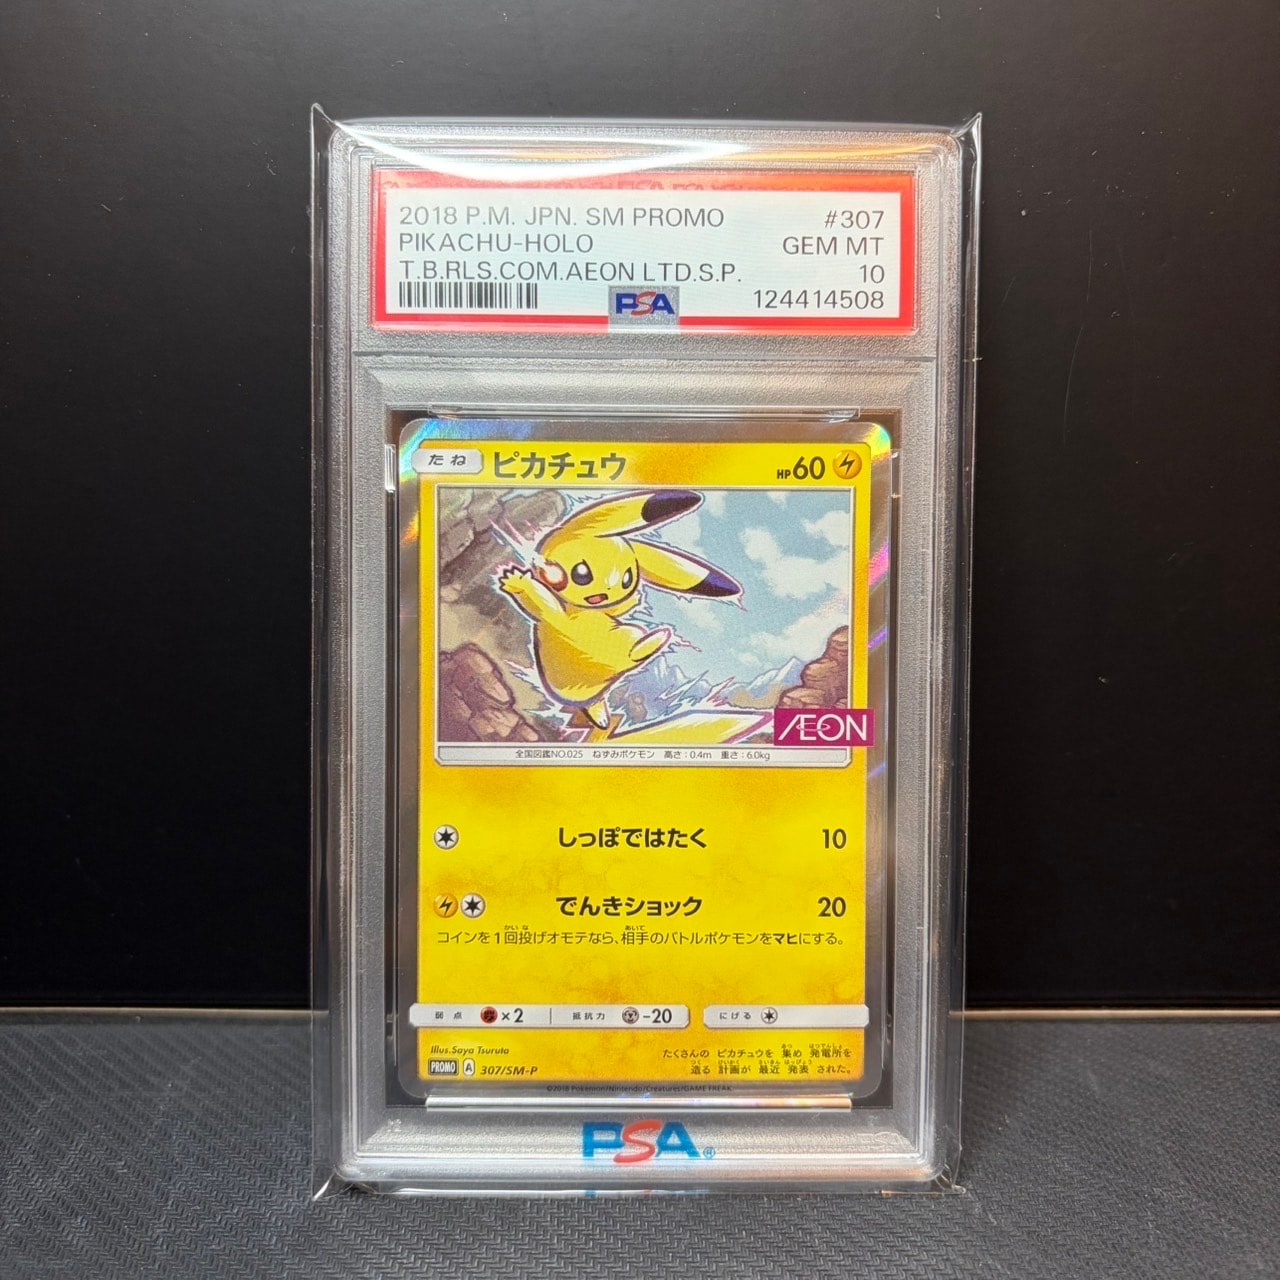 2018 P.M. JPN. SM PROMO #307
PIKACHU-HOLO GEM MT
T.B.RLS.COM.AEON LTD.S.P. 10
PSA 124414508
たね ピカチュウ HP60
ÆON
全国図鑑NO.025 ねずみポケモン 高さ:0.4m 重さ:6.0kg
しっぽではたく 10
でんきショック 20
コインを1回投げオモテなら、相手のバトルポケモンをマヒにする。
弱点 ×2 抵抗力 -20 にげる
Illus.Saya Tsuruta
PROMO A 307/SM-P
たくさんの ピカチュウを 集め 発電所を
造る 計画が 最近 発表 された。
©2018 Pokémon/Nintendo/Creatures/GAME FREAK.
PSA®